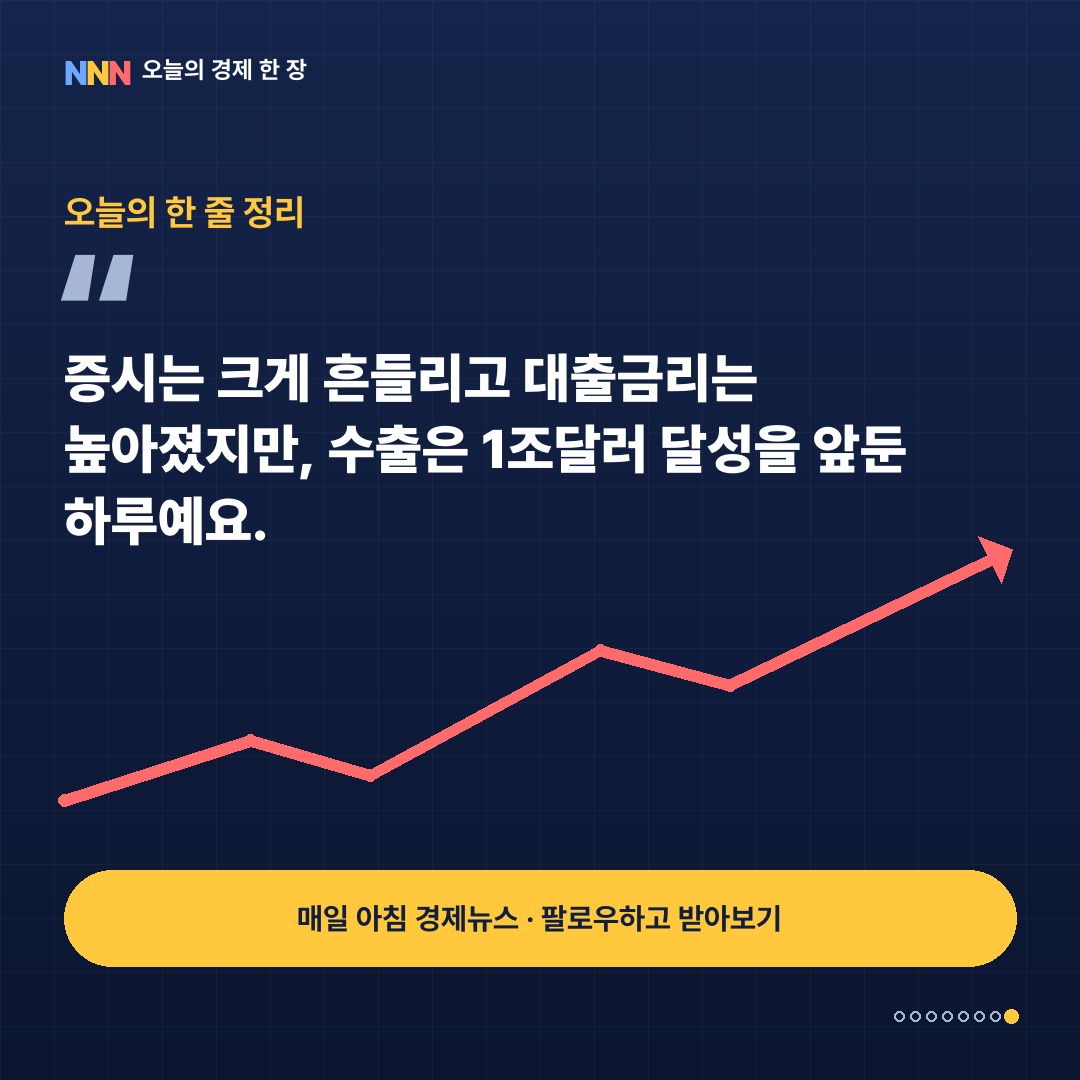 NNN 오늘의 경제 한 장
오늘의 한 줄 정리
"
증시는 크게 흔들리고 대출금리는
높아졌지만, 수출은 1조달러 달성을 앞둔
하루예요.
매일 아침 경제뉴스 · 팔로우하고 받아보기